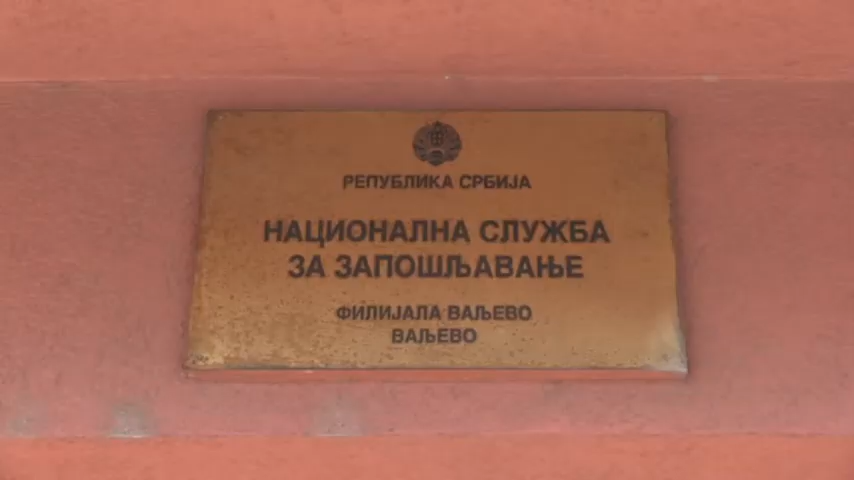 РЕПУБЛИКА СРБИЈА
НАЦИОНАЛНА СЛУЖБА
ЗА ЗАПОШЉАВАЊЕ
ФИЛИЈАЛА ВАЉЕВО
ВАЉЕВО